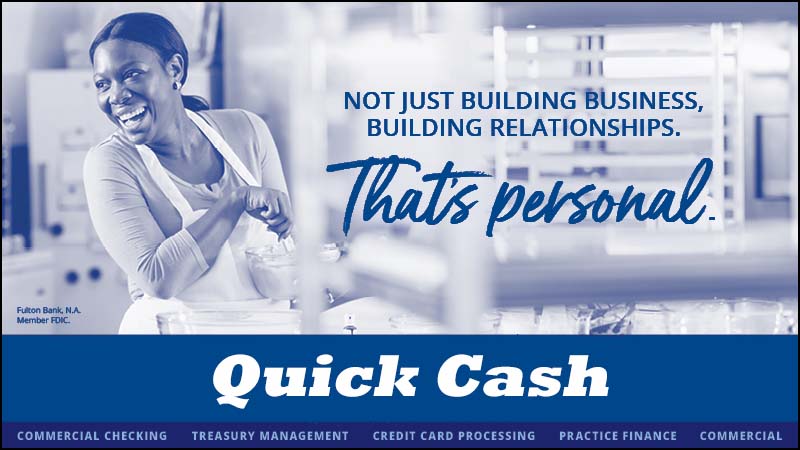 NOT JUST BUILDING BUSINESS,
BUILDING RELATIONSHIPS.
That's personal.
Fulton Bank, N.A.
Member FDIC.
Quick Cash
COMMERCIAL CHECKING TREASURY MANAGEMENT CREDIT CARD PROCESSING PRACTICE FINANCE COMMERCIAL